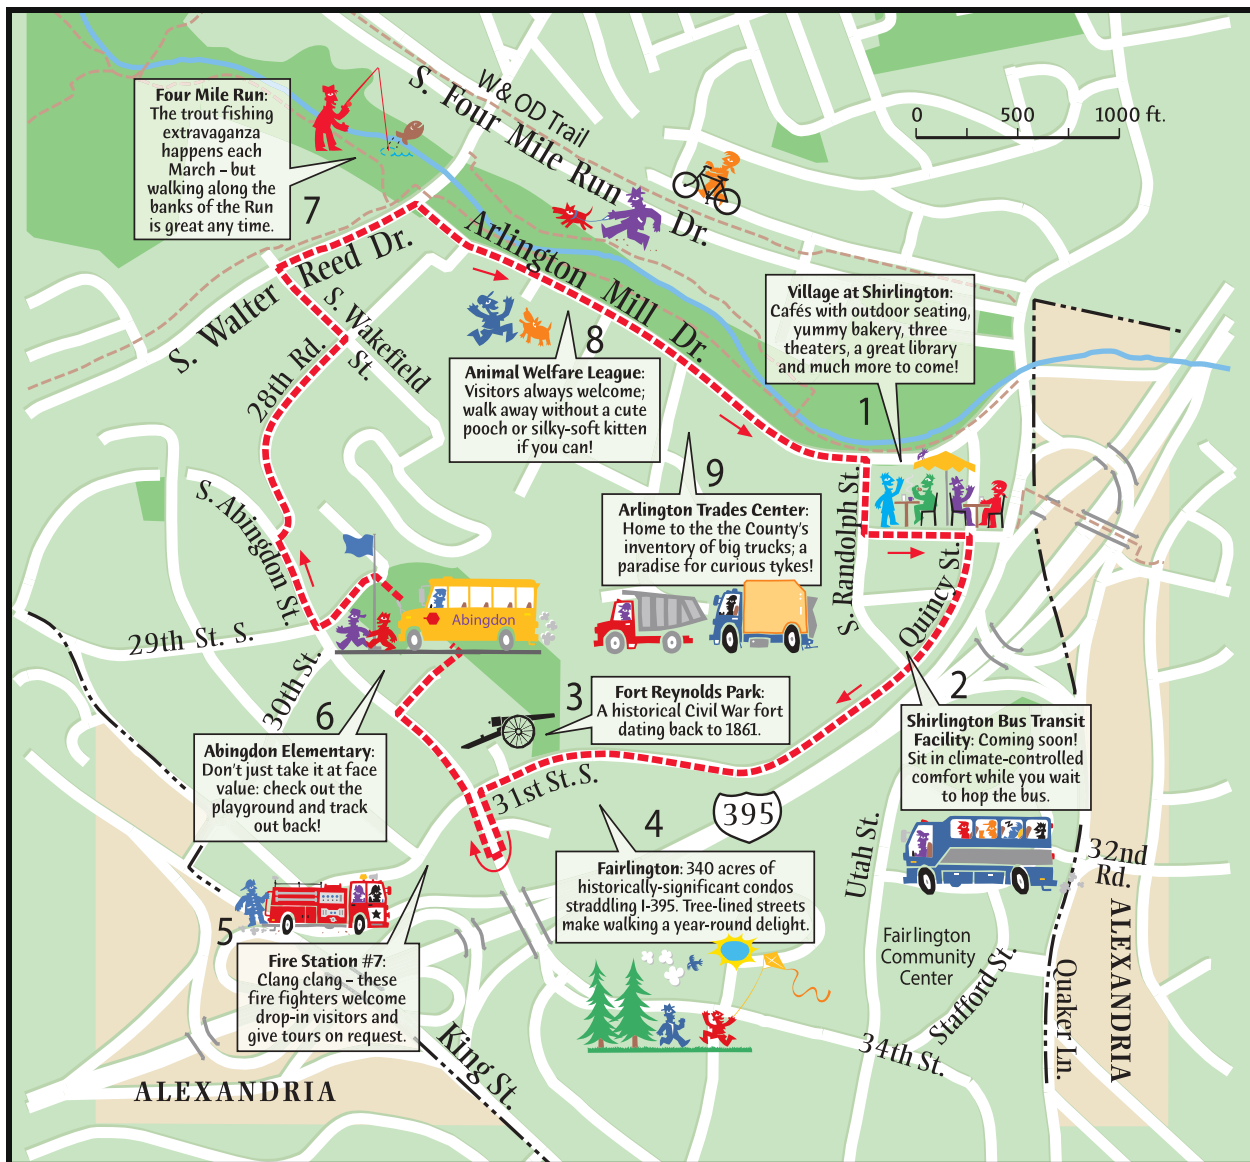 Four Mile Run:
The trout fishing
extravaganza
happens each
March – but
walking along the
banks of the Run
is great any time.
7
W & OD Trail
S. Four Mile Run Dr.
0 500 1000 ft.
S. Walter Reed Dr.
Arlington Mill Dr.
S. Wakefield
St.
28th Rd.
8
Animal Welfare League:
Visitors always welcome;
walk away without a cute
pooch or silky-soft kitten
if you can!
Village at Shirlington:
Cafés with outdoor seating,
yummy bakery, three
theaters, a great library
and much more to come!
1
9
Arlington Trades Center:
Home to the the County's
inventory of big trucks; a
paradise for curious tykes!
S. Randolph St.
Quincy St.
S. Abingdon St.
29th St. S.
30th St.
Abingdon
6
Abingdon Elementary:
Don't just take it at face
value: check out the
playground and track
out back!
3
Fort Reynolds Park:
A historical Civil War fort
dating back to 1861.
2
Shirlington Bus Transit
Facility: Coming soon!
Sit in climate-controlled
comfort while you wait
to hop the bus.
31st St. S.
395
4
Fairlington: 340 acres of
historically-significant condos
straddling I-395. Tree-lined streets
make walking a year-round delight.
Utah St.
32nd
Rd.
5
Fire Station #7:
Clang clang – these
fire fighters welcome
drop-in visitors and
give tours on request.
Fairlington
Community
Center
Stafford St.
34th St.
Quaker Ln.
ALEXANDRIA
King St.
ALEXANDRIA